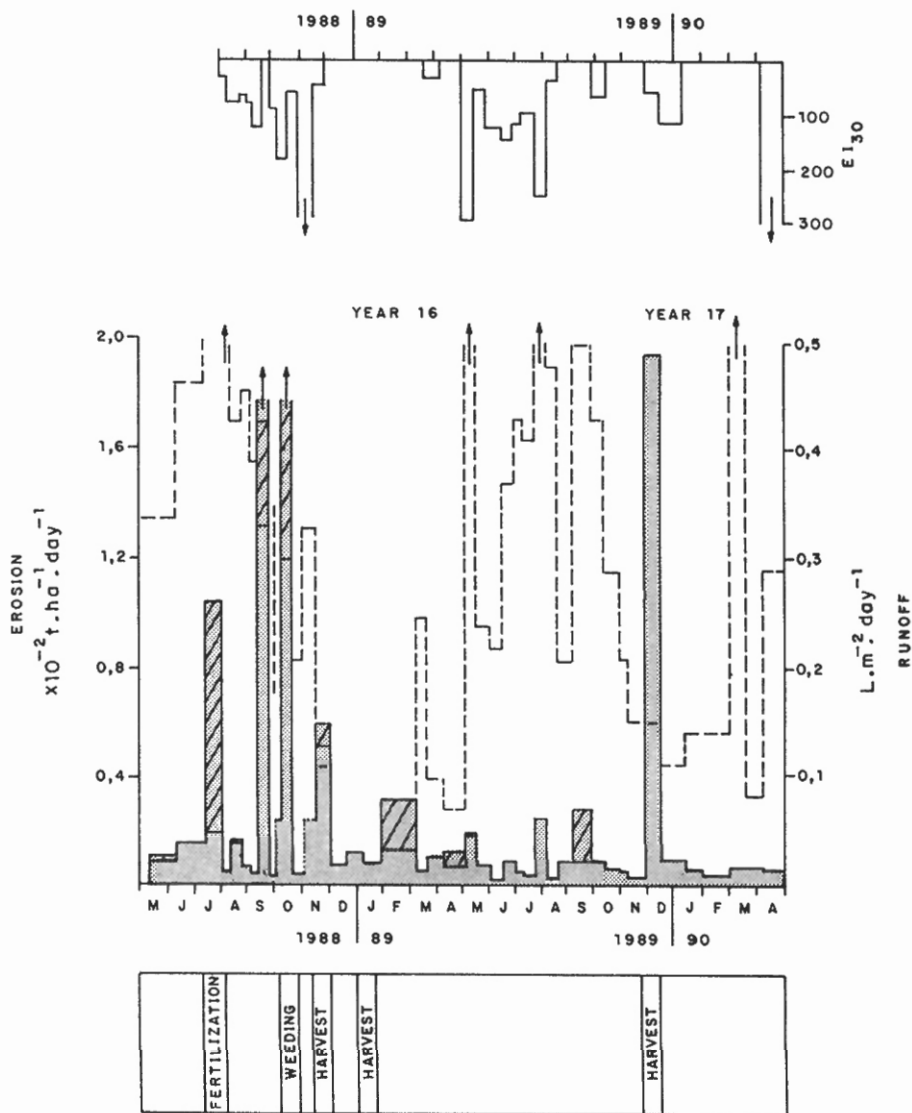 1988 89 1989 90
100
200
300
EI30
YEAR 16 YEAR 17
2,0
1,6
1,2
0,8
0,4
EROSION
x10⁻² t.ha⁻¹.day⁻¹
0,5
0,4
0,3
0,2
0,1
L.m⁻² day⁻¹
RUNOFF
M J J A S O N D J F M A M J J A S O N D J F M A
1988 89 1989 90
FERTILIZATION
WEEDING
HARVEST
HARVEST
HARVEST